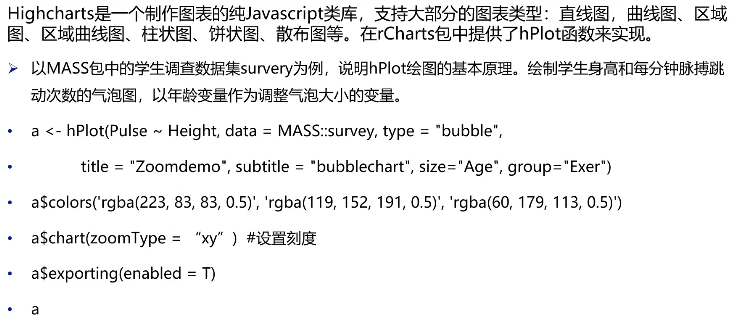 Highcharts是一个制作图表的纯Javascript类库，支持大部分的图表类型：直线图，曲线图、区域
图、区域曲线图、柱状图、饼状图、散布图等。在rCharts包中提供了hPlot函数来实现。
➢ 以MASS包中的学生调查数据集survery为例，说明hPlot绘图的基本原理。绘制学生身高和每分钟脉搏跳
动次数的气泡图，以年龄变量作为调整气泡大小的变量。
• a <- hPlot(Pulse ~ Height, data = MASS::survey, type = "bubble",
• title = "Zoomdemo", subtitle = "bubblechart", size="Age", group="Exer")
• a$colors('rgba(223, 83, 83, 0.5)', 'rgba(119, 152, 191, 0.5)', 'rgba(60, 179, 113, 0.5)')
• a$chart(zoomType = “xy”) #设置刻度
• a$exporting(enabled = T)
• a